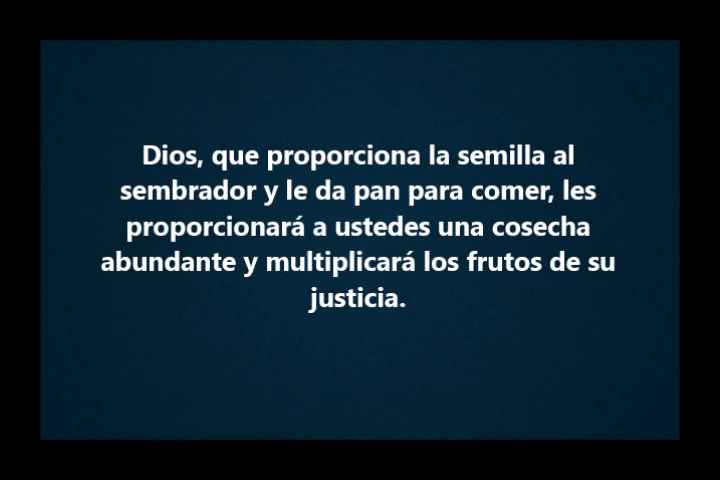 Dios, que proporciona la semilla al
sembrador y le da pan para comer, les
proporcionará a ustedes una cosecha
abundante y multiplicará los frutos de su
justicia.